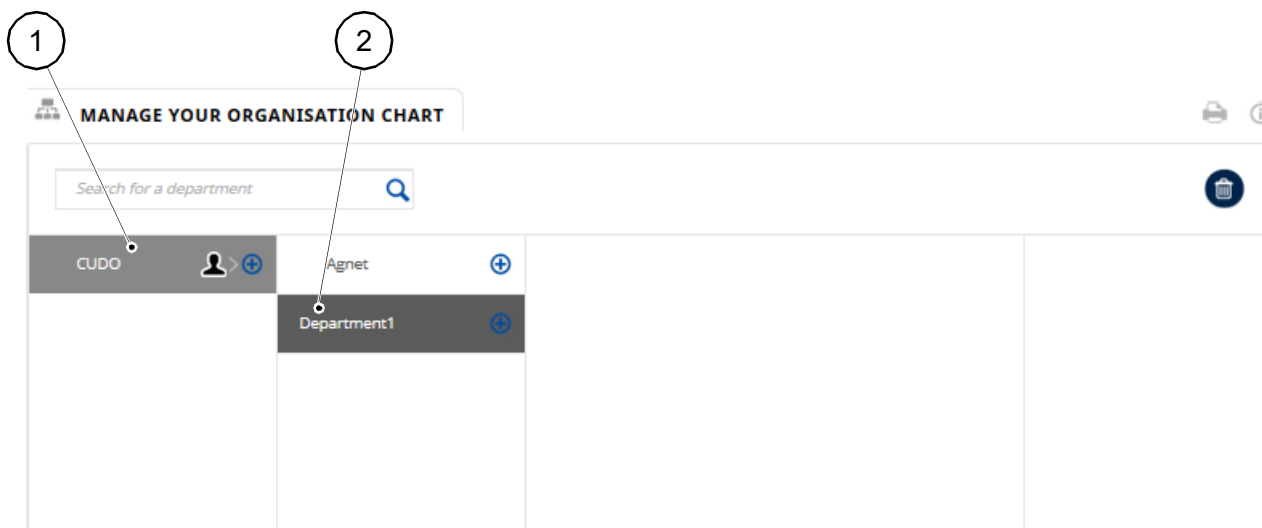 1
2
MANAGE YOUR ORGANISATION CHART
Search for a department
CUDO
Agnet
Department1